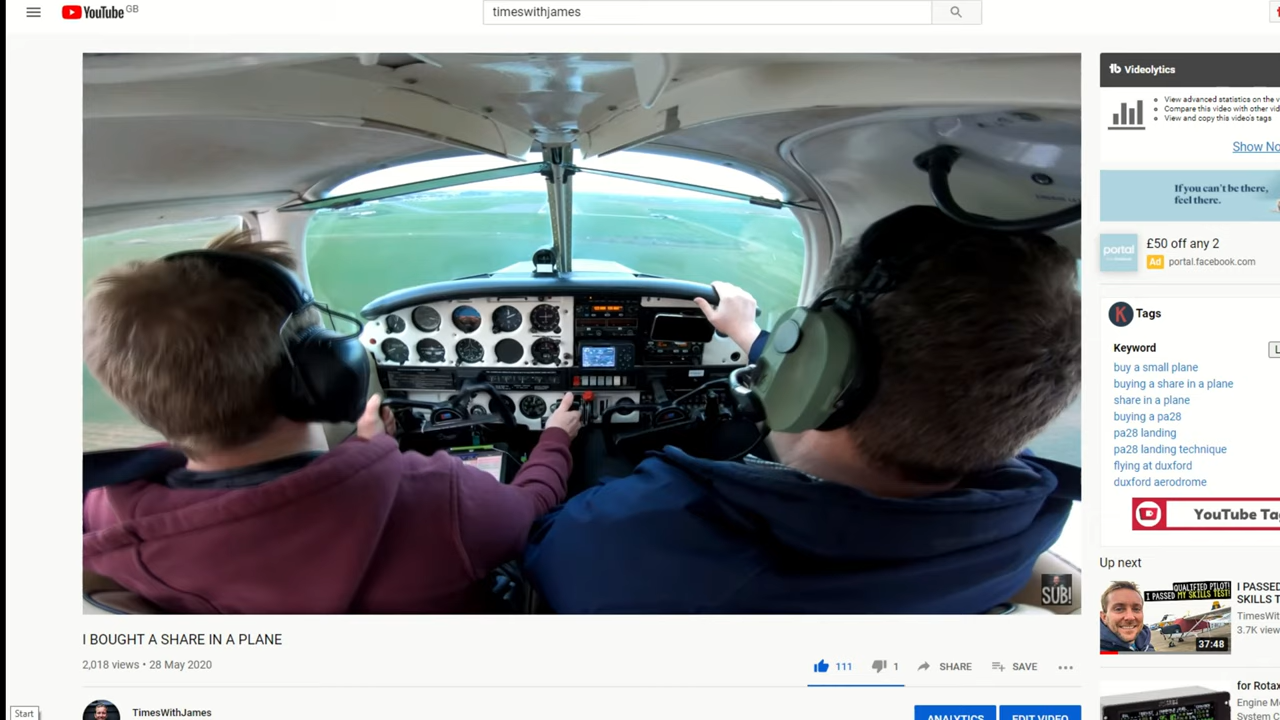 YouTube GB
timeswithjames
SUB!
I BOUGHT A SHARE IN A PLANE
2,018 views • 28 May 2020
111
1
SHARE
SAVE
TimesWithJames
ANALYTICS
EDIT VIDEO
Start
Videolytics
View advanced statistics on the v
Compare this video with other vid
View and copy this video's tags
Show No
If you can't be there,
feel there.
portal
£50 off any 2
Ad portal.facebook.com
K Tags
Keyword
buy a small plane
buying a share in a plane
share in a plane
buying a pa28
pa28 landing
pa28 landing technique
flying at duxford
duxford aerodrome
YouTube Ta
Up next
QUALIFIED PILOT!
I PASSED MY SKILLS TEST!
37:48
I PASSED
SKILLS T
TimesWit
3.7K view
for Rotax
Engine M
System C